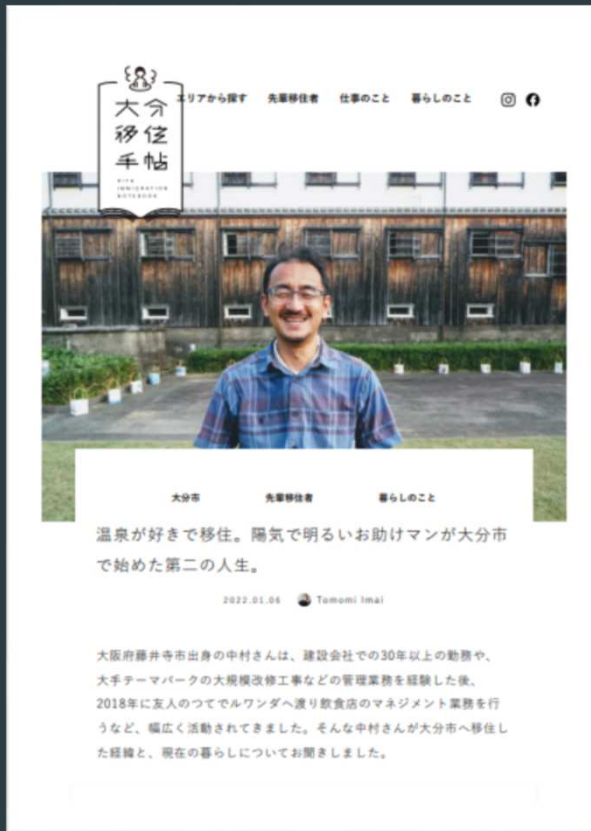 大分
移住
手帖
OITA
IMMIGRATION
NOTEBOOK
エリアから探す 先輩移住者 仕事のこと 暮らしのこと
大分市 先輩移住者 暮らしのこと
温泉が好きで移住。陽気で明るいお助けマンが大分市
で始めた第二の人生。
2022.01.06 Tomomi Imai
大阪府藤井寺市出身の中村さんは、建設会社での30年以上の勤務や、
大手テーマパークの大規模改修工事などの管理業務を経験した後、
2018年に友人のつてでルワンダへ渡り飲食店のマネジメント業務を行
うなど、幅広く活動されてきました。そんな中村さんが大分市へ移住し
た経緯と、現在の暮らしについてお聞きしました。